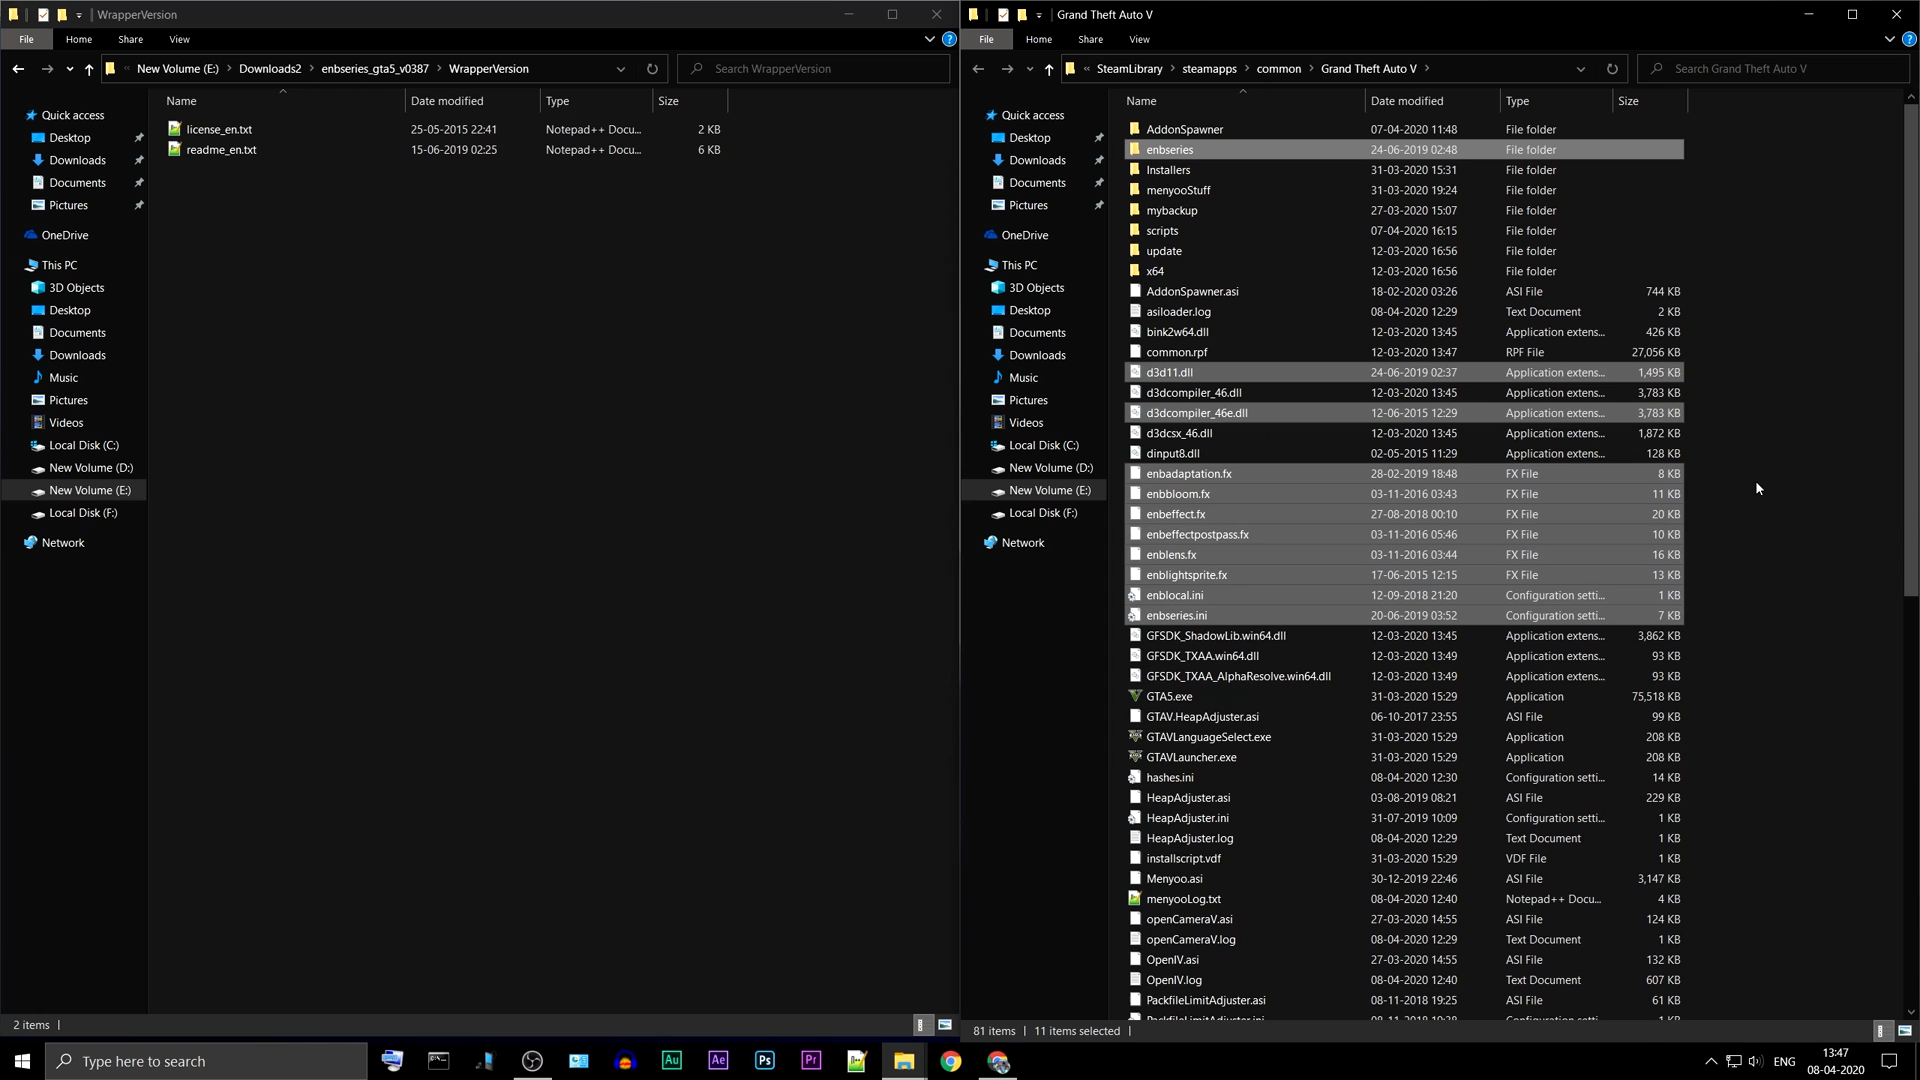 WrapperVersion
File Home Share View
New Volume (E:) Downloads2 enbseries_gta5_v0387 WrapperVersion
Search WrapperVersion
Quick access
Desktop
Downloads
Documents
Pictures
OneDrive
This PC
3D Objects
Desktop
Documents
Downloads
Music
Pictures
Videos
Local Disk (C:)
New Volume (D:)
New Volume (E:)
Local Disk (F:)
Network
Name Date modified Type Size
license_en.txt 25-05-2015 22:41 Notepad++ Docu... 2 KB
readme_en.txt 15-06-2019 02:25 Notepad++ Docu... 6 KB
2 items
Grand Theft Auto V
File Home Share View
SteamLibrary steamapps common Grand Theft Auto V
Search Grand Theft Auto V
Quick access
Desktop
Downloads
Documents
Pictures
OneDrive
This PC
3D Objects
Desktop
Documents
Downloads
Music
Pictures
Videos
Local Disk (C:)
New Volume (D:)
New Volume (E:)
Local Disk (F:)
Network
Name Date modified Type Size
AddonSpawner 07-04-2020 11:48 File folder
enbseries 24-06-2019 02:48 File folder
Installers 31-03-2020 15:31 File folder
menyooStuff 31-03-2020 19:24 File folder
mybackup 27-03-2020 15:07 File folder
scripts 07-04-2020 16:15 File folder
update 12-03-2020 16:56 File folder
x64 12-03-2020 16:56 File folder
AddonSpawner.asi 18-02-2020 03:26 ASI File 744 KB
asiloader.log 08-04-2020 12:29 Text Document 2 KB
bink2w64.dll 12-03-2020 13:45 Application extens... 426 KB
common.rpf 12-03-2020 13:47 RPF File 27,056 KB
d3d11.dll 24-06-2019 02:37 Application extens... 1,495 KB
d3dcompiler_46.dll 12-03-2020 13:45 Application extens... 3,783 KB
d3dcompiler_46e.dll 12-06-2015 12:29 Application extens... 3,783 KB
d3dcsx_46.dll 12-03-2020 13:45 Application extens... 1,872 KB
dinput8.dll 02-05-2015 11:29 Application extens... 128 KB
enbadaptation.fx 28-02-2019 18:48 FX File 8 KB
enbbloom.fx 03-11-2016 03:43 FX File 11 KB
enbeffect.fx 27-08-2018 00:10 FX File 20 KB
enbeffectpostpass.fx 03-11-2016 05:46 FX File 10 KB
enblens.fx 03-11-2016 03:44 FX File 16 KB
enblightsprite.fx 17-06-2015 12:15 FX File 13 KB
enblocal.ini 12-09-2018 21:20 Configuration setti... 1 KB
enbseries.ini 20-06-2019 03:52 Configuration setti... 7 KB
GFSDK_ShadowLib.win64.dll 12-03-2020 13:45 Application extens... 3,862 KB
GFSDK_TXAA.win64.dll 12-03-2020 13:49 Application extens... 93 KB
GFSDK_TXAA_AlphaResolve.win64.dll 12-03-2020 13:49 Application extens... 93 KB
GTA5.exe 31-03-2020 15:29 Application 75,518 KB
GTAV.HeapAdjuster.asi 06-10-2017 23:55 ASI File 99 KB
GTAVLanguageSelect.exe 31-03-2020 15:29 Application 208 KB
GTAVLauncher.exe 31-03-2020 15:29 Application 208 KB
hashes.ini 08-04-2020 12:30 Configuration setti... 14 KB
HeapAdjuster.asi 03-08-2019 08:21 ASI File 229 KB
HeapAdjuster.ini 31-07-2019 10:09 Configuration setti... 1 KB
HeapAdjuster.log 08-04-2020 12:29 Text Document 1 KB
installscript.vdf 31-03-2020 15:29 VDF File 1 KB
Menyoo.asi 30-12-2019 22:46 ASI File 3,147 KB
menyooLog.txt 08-04-2020 12:40 Notepad++ Docu... 4 KB
openCameraV.asi 27-03-2020 14:55 ASI File 124 KB
openCameraV.log 08-04-2020 12:29 Text Document 1 KB
OpenIV.asi 27-03-2020 14:55 ASI File 132 KB
OpenIV.log 08-04-2020 12:40 Text Document 607 KB
PackfileLimitAdjuster.asi 08-11-2018 19:25 ASI File 61 KB
81 items 11 items selected
Type here to search
Au Ae Ps Pr
ENG 13:47
08-04-2020